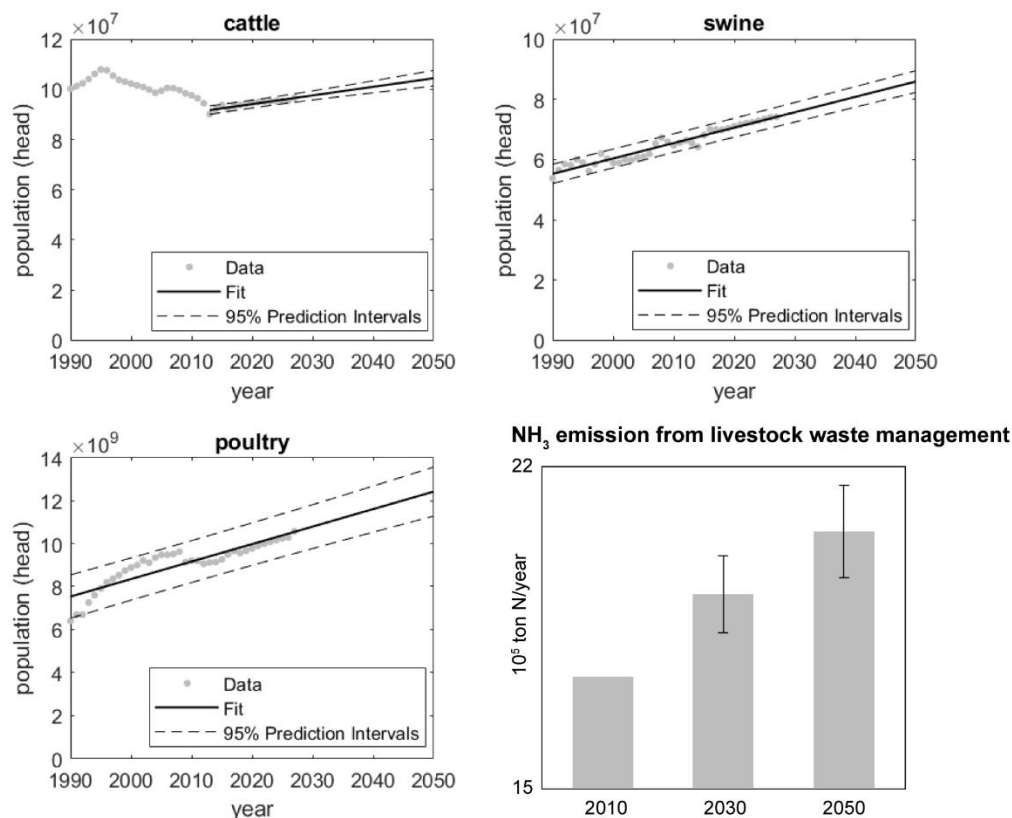 cattle
×10⁷
12
10
8
6
4
2
0
population (head)
Data
Fit
95% Prediction Intervals
1990 2000 2010 2020 2030 2040 2050
year
swine
×10⁷
10
8
6
4
2
0
population (head)
Data
Fit
95% Prediction Intervals
1990 2000 2010 2020 2030 2040 2050
year
poultry
×10⁹
14
12
10
8
6
4
2
0
population (head)
Data
Fit
95% Prediction Intervals
1990 2000 2010 2020 2030 2040 2050
year
NH₃ emission from livestock waste management
22
10⁵ ton N/year
15
2010 2030 2050